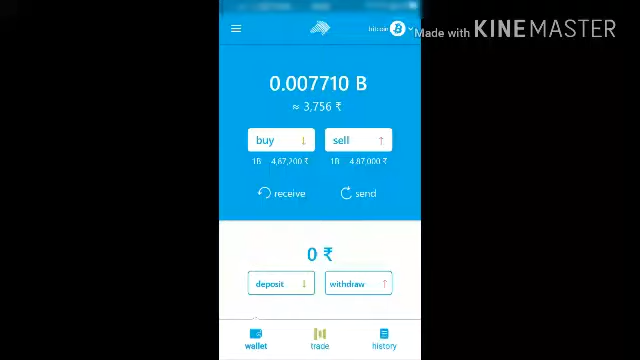 bitcoin
Made with KINEMASTER
0.007710 B
≈ 3,756 ₹
buy ↓ sell ↑
1B 4,67,200 ₹ 1B 4,87,000 ₹
receive send
0 ₹
deposit ↓ withdraw ↑
wallet trade history